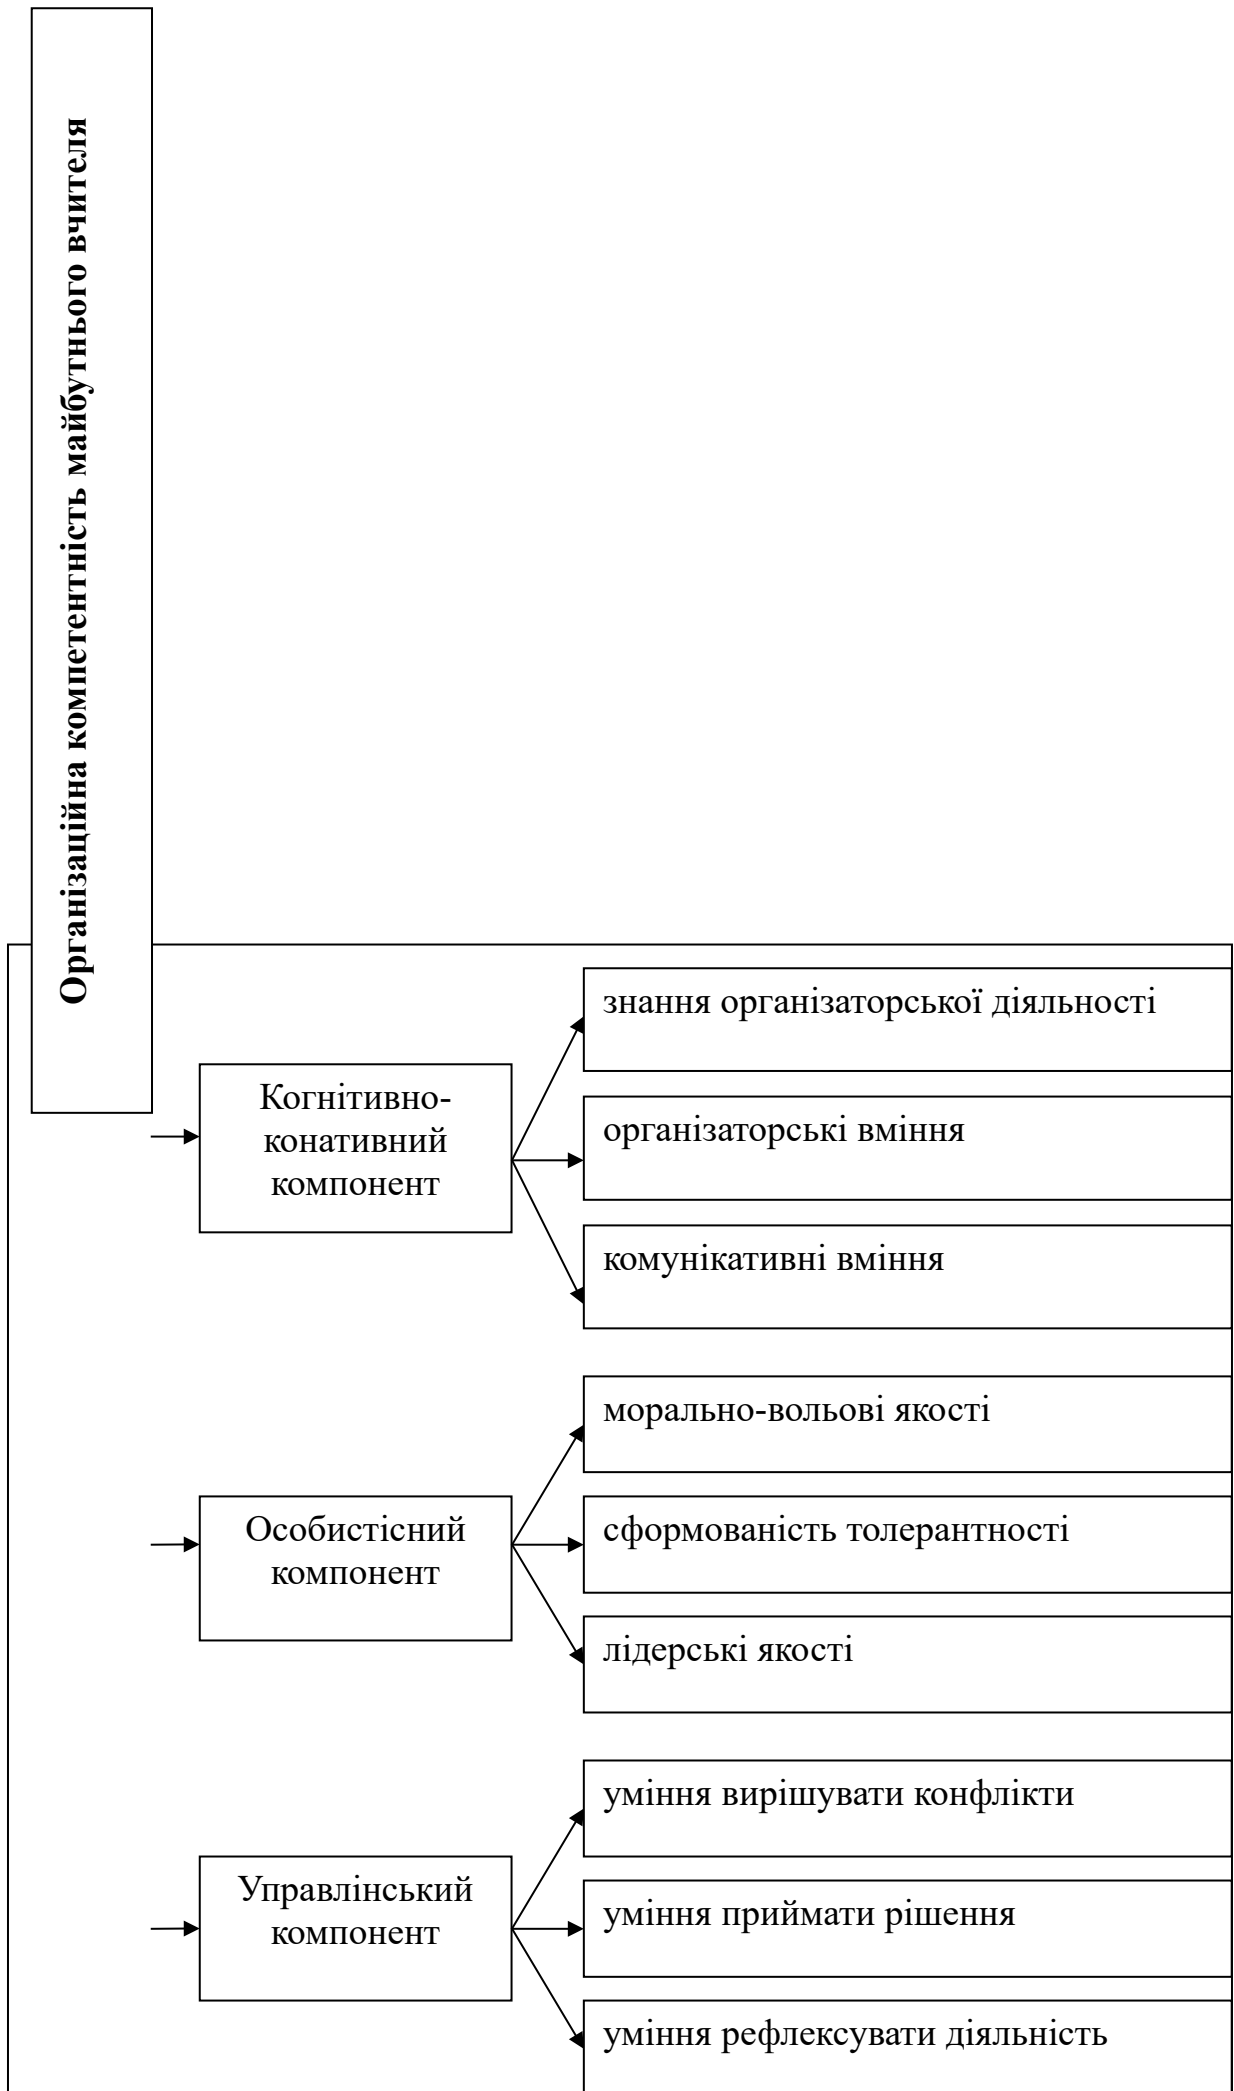 Організаційна компетентність майбутнього вчителя
Когнітивно-
конативний
компонент
знання організаторської діяльності
організаторські вміння
комунікативні вміння
Особистісний
компонент
морально-вольові якості
сформованість толерантності
лідерські якості
Управлінський
компонент
уміння вирішувати конфлікти
уміння приймати рішення
уміння рефлексувати діяльність